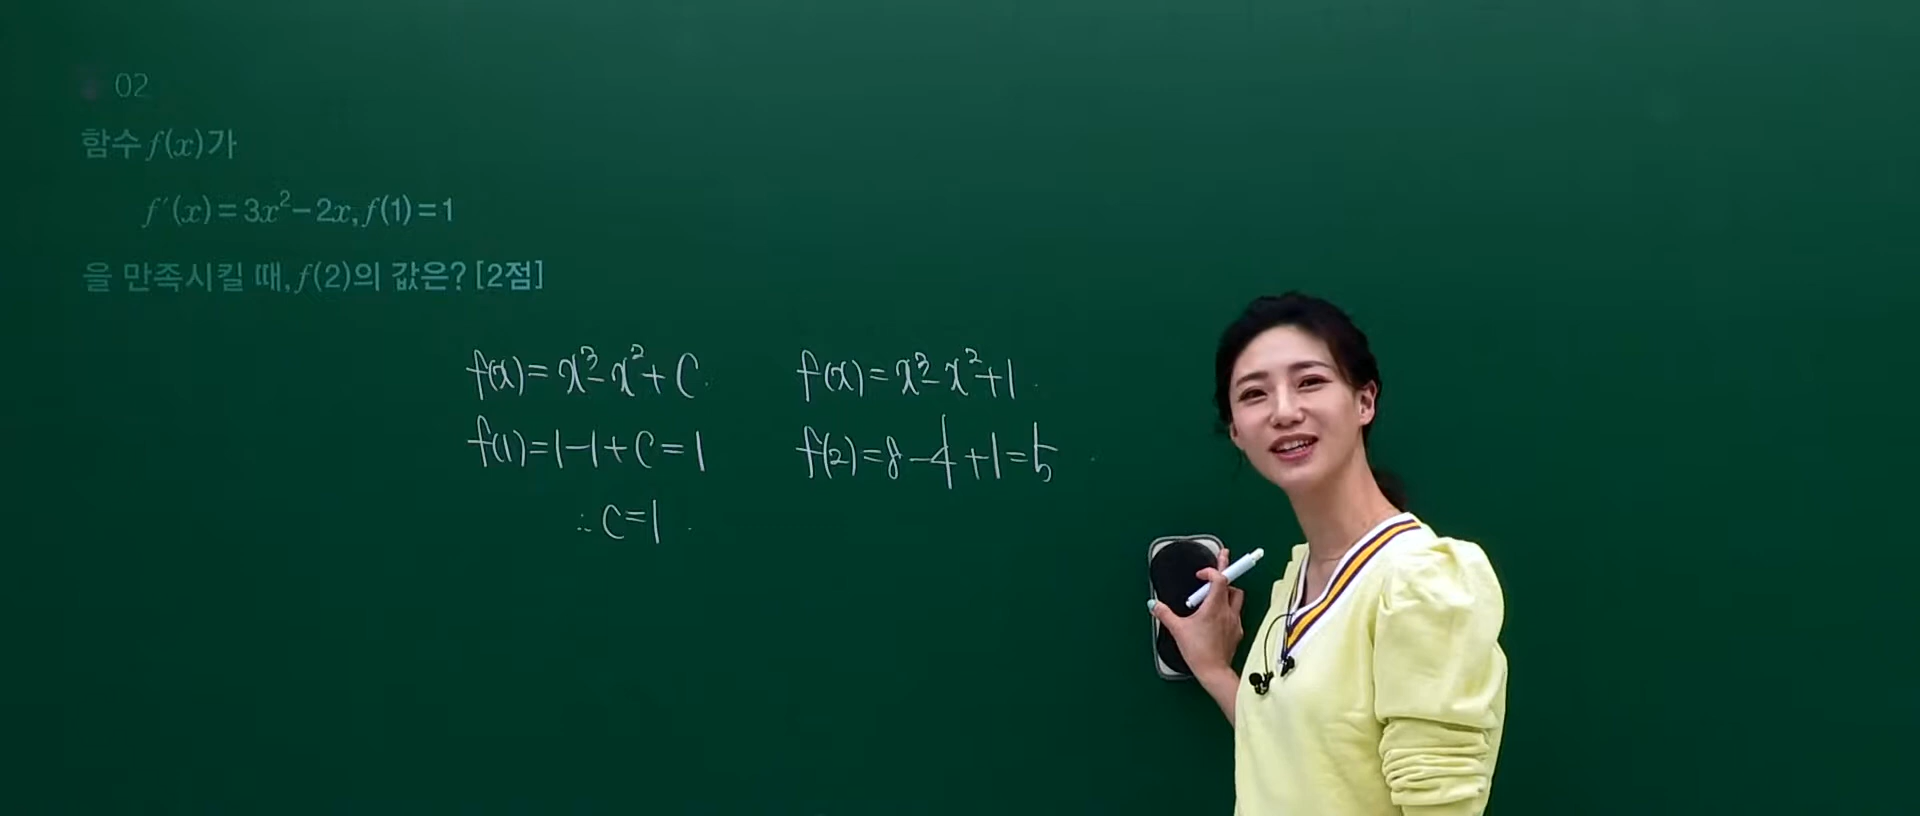 02
함수 f(x)가
f′(x)=3x²−2x, f(1)=1
을 만족시킬 때, f(2)의 값은? [2점]
f(x)=x³−x²+C
f(1)=1−1+C=1
∴ C=1
f(x)=x³−x²+1
f(2)=8−4+1=5